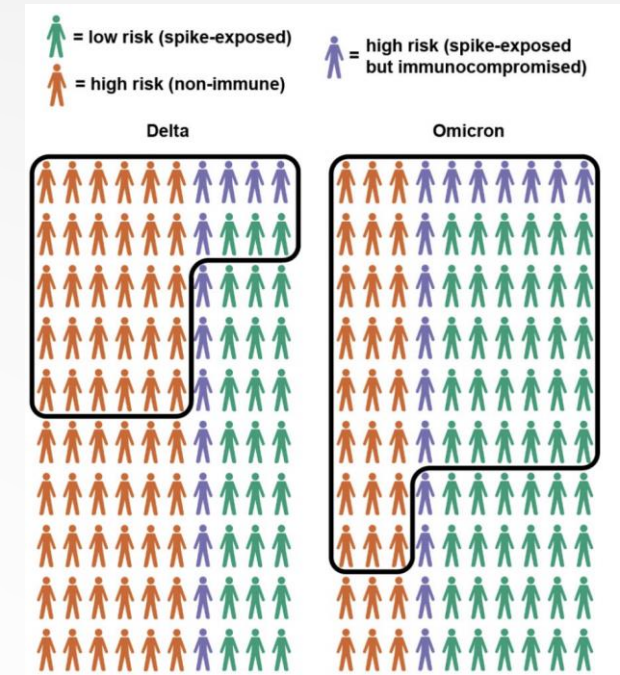 = low risk (spike-exposed)
= high risk (non-immune)
= high risk (spike-exposed
but immunocompromised)
Delta
Omicron